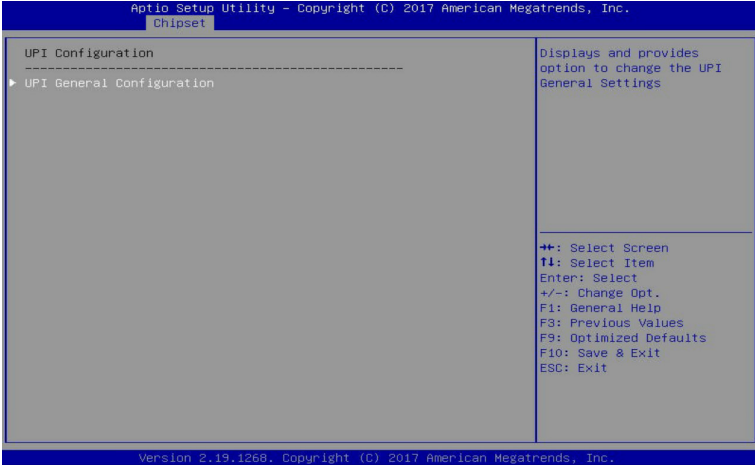 Aptio Setup Utility – Copyright (C) 2017 American Megatrends, Inc.
Chipset
UPI Configuration
--------------------------------------------------
▶ UPI General Configuration
Displays and provides
option to change the UPI
General Settings
→←: Select Screen
↑↓: Select Item
Enter: Select
+/-: Change Opt.
F1: General Help
F3: Previous Values
F9: Optimized Defaults
F10: Save & Exit
ESC: Exit
Version 2.19.1268. Copyright (C) 2017 American Megatrends, Inc.